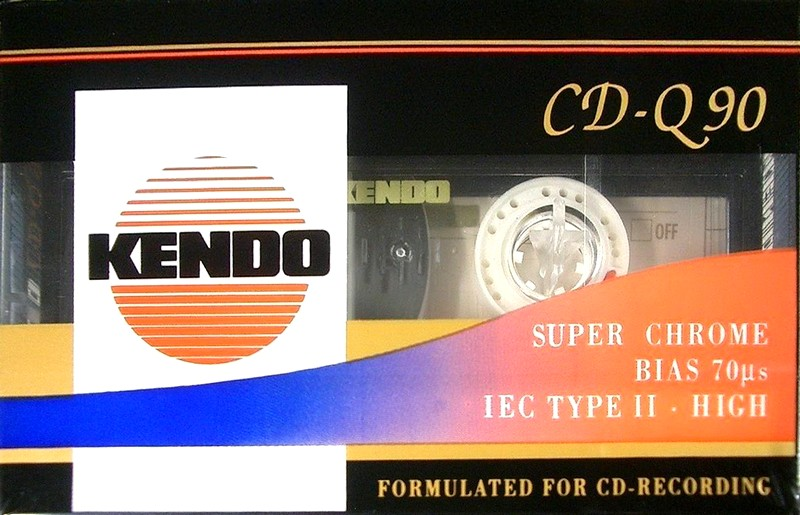 CD-Q 90
KENDO
OFF
KENDO
SUPER CHROME
BIAS 70µs
IEC TYPE II · HIGH
FORMULATED FOR CD-RECORDING